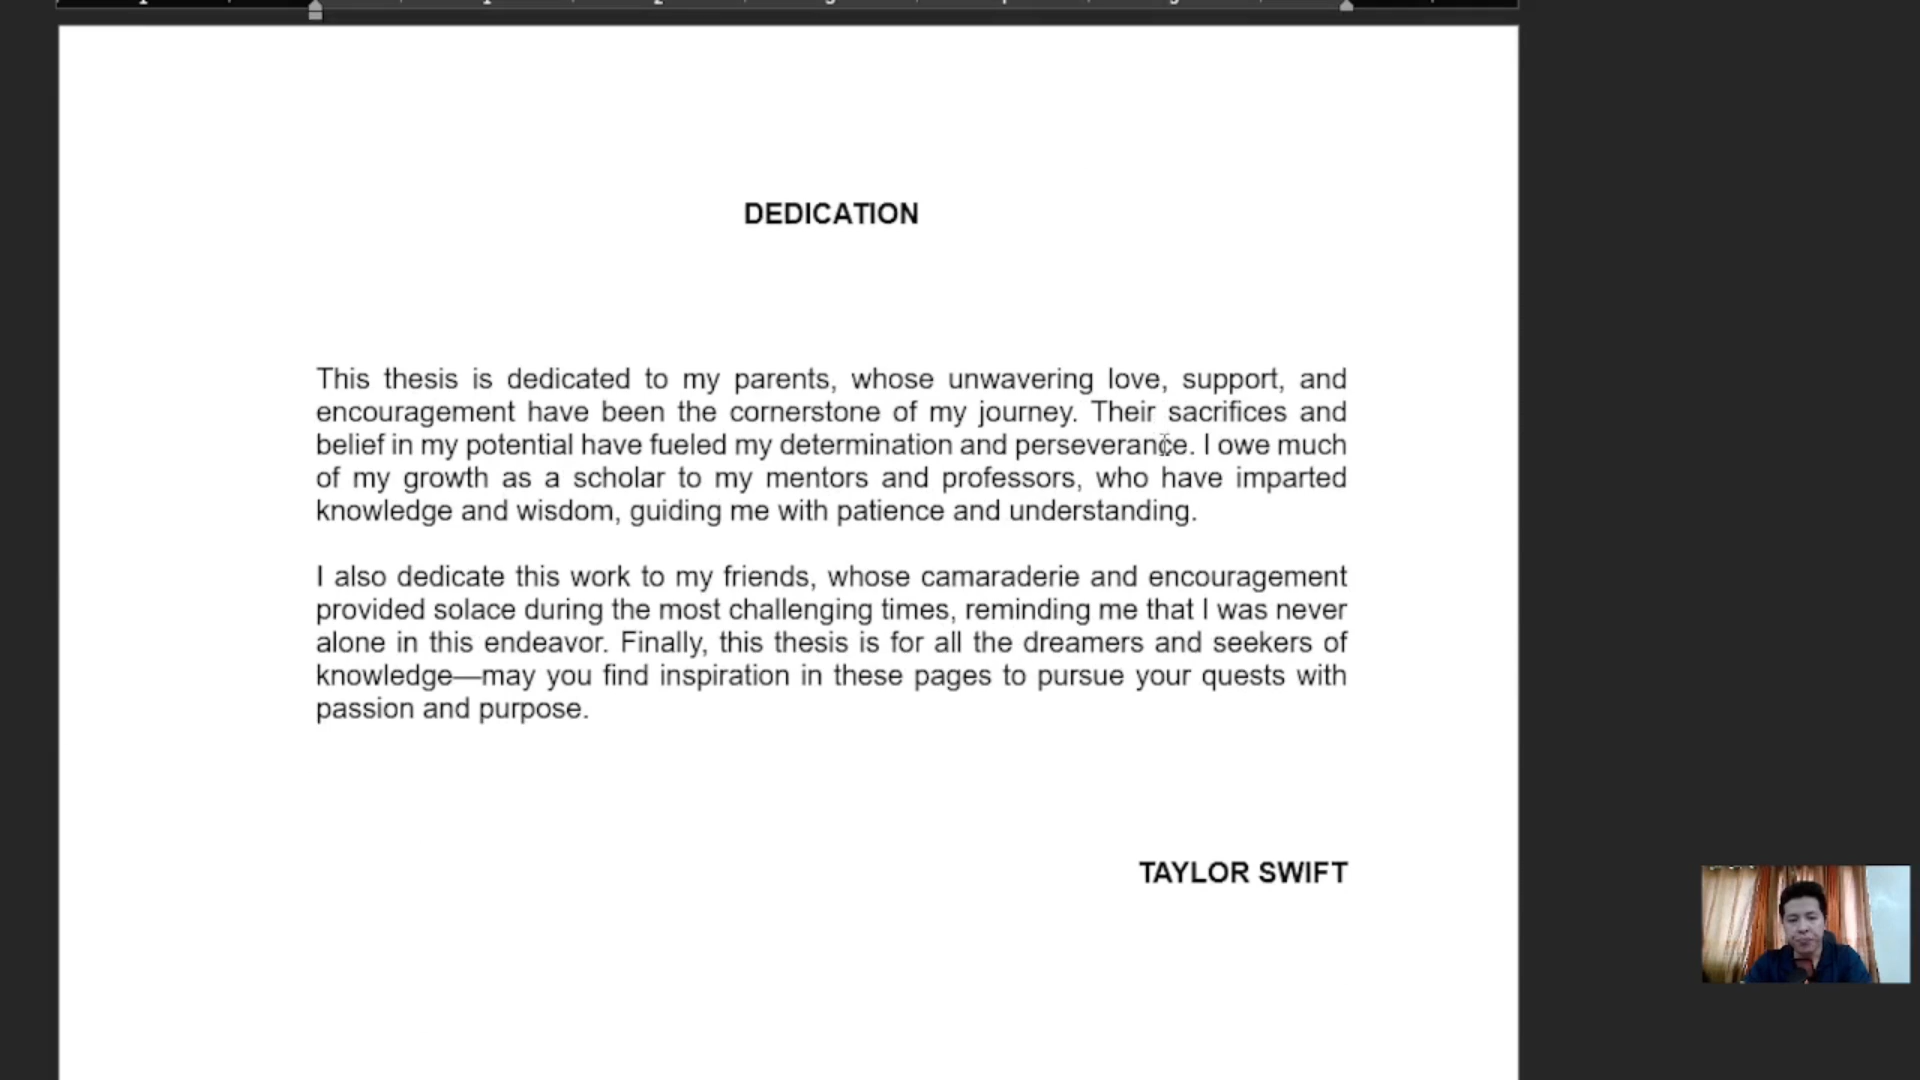 DEDICATION
This thesis is dedicated to my parents, whose unwavering love, support, and
encouragement have been the cornerstone of my journey. Their sacrifices and
belief in my potential have fueled my determination and perseverance. I owe much
of my growth as a scholar to my mentors and professors, who have imparted
knowledge and wisdom, guiding me with patience and understanding.
I also dedicate this work to my friends, whose camaraderie and encouragement
provided solace during the most challenging times, reminding me that I was never
alone in this endeavor. Finally, this thesis is for all the dreamers and seekers of
knowledge—may you find inspiration in these pages to pursue your quests with
passion and purpose.
TAYLOR SWIFT